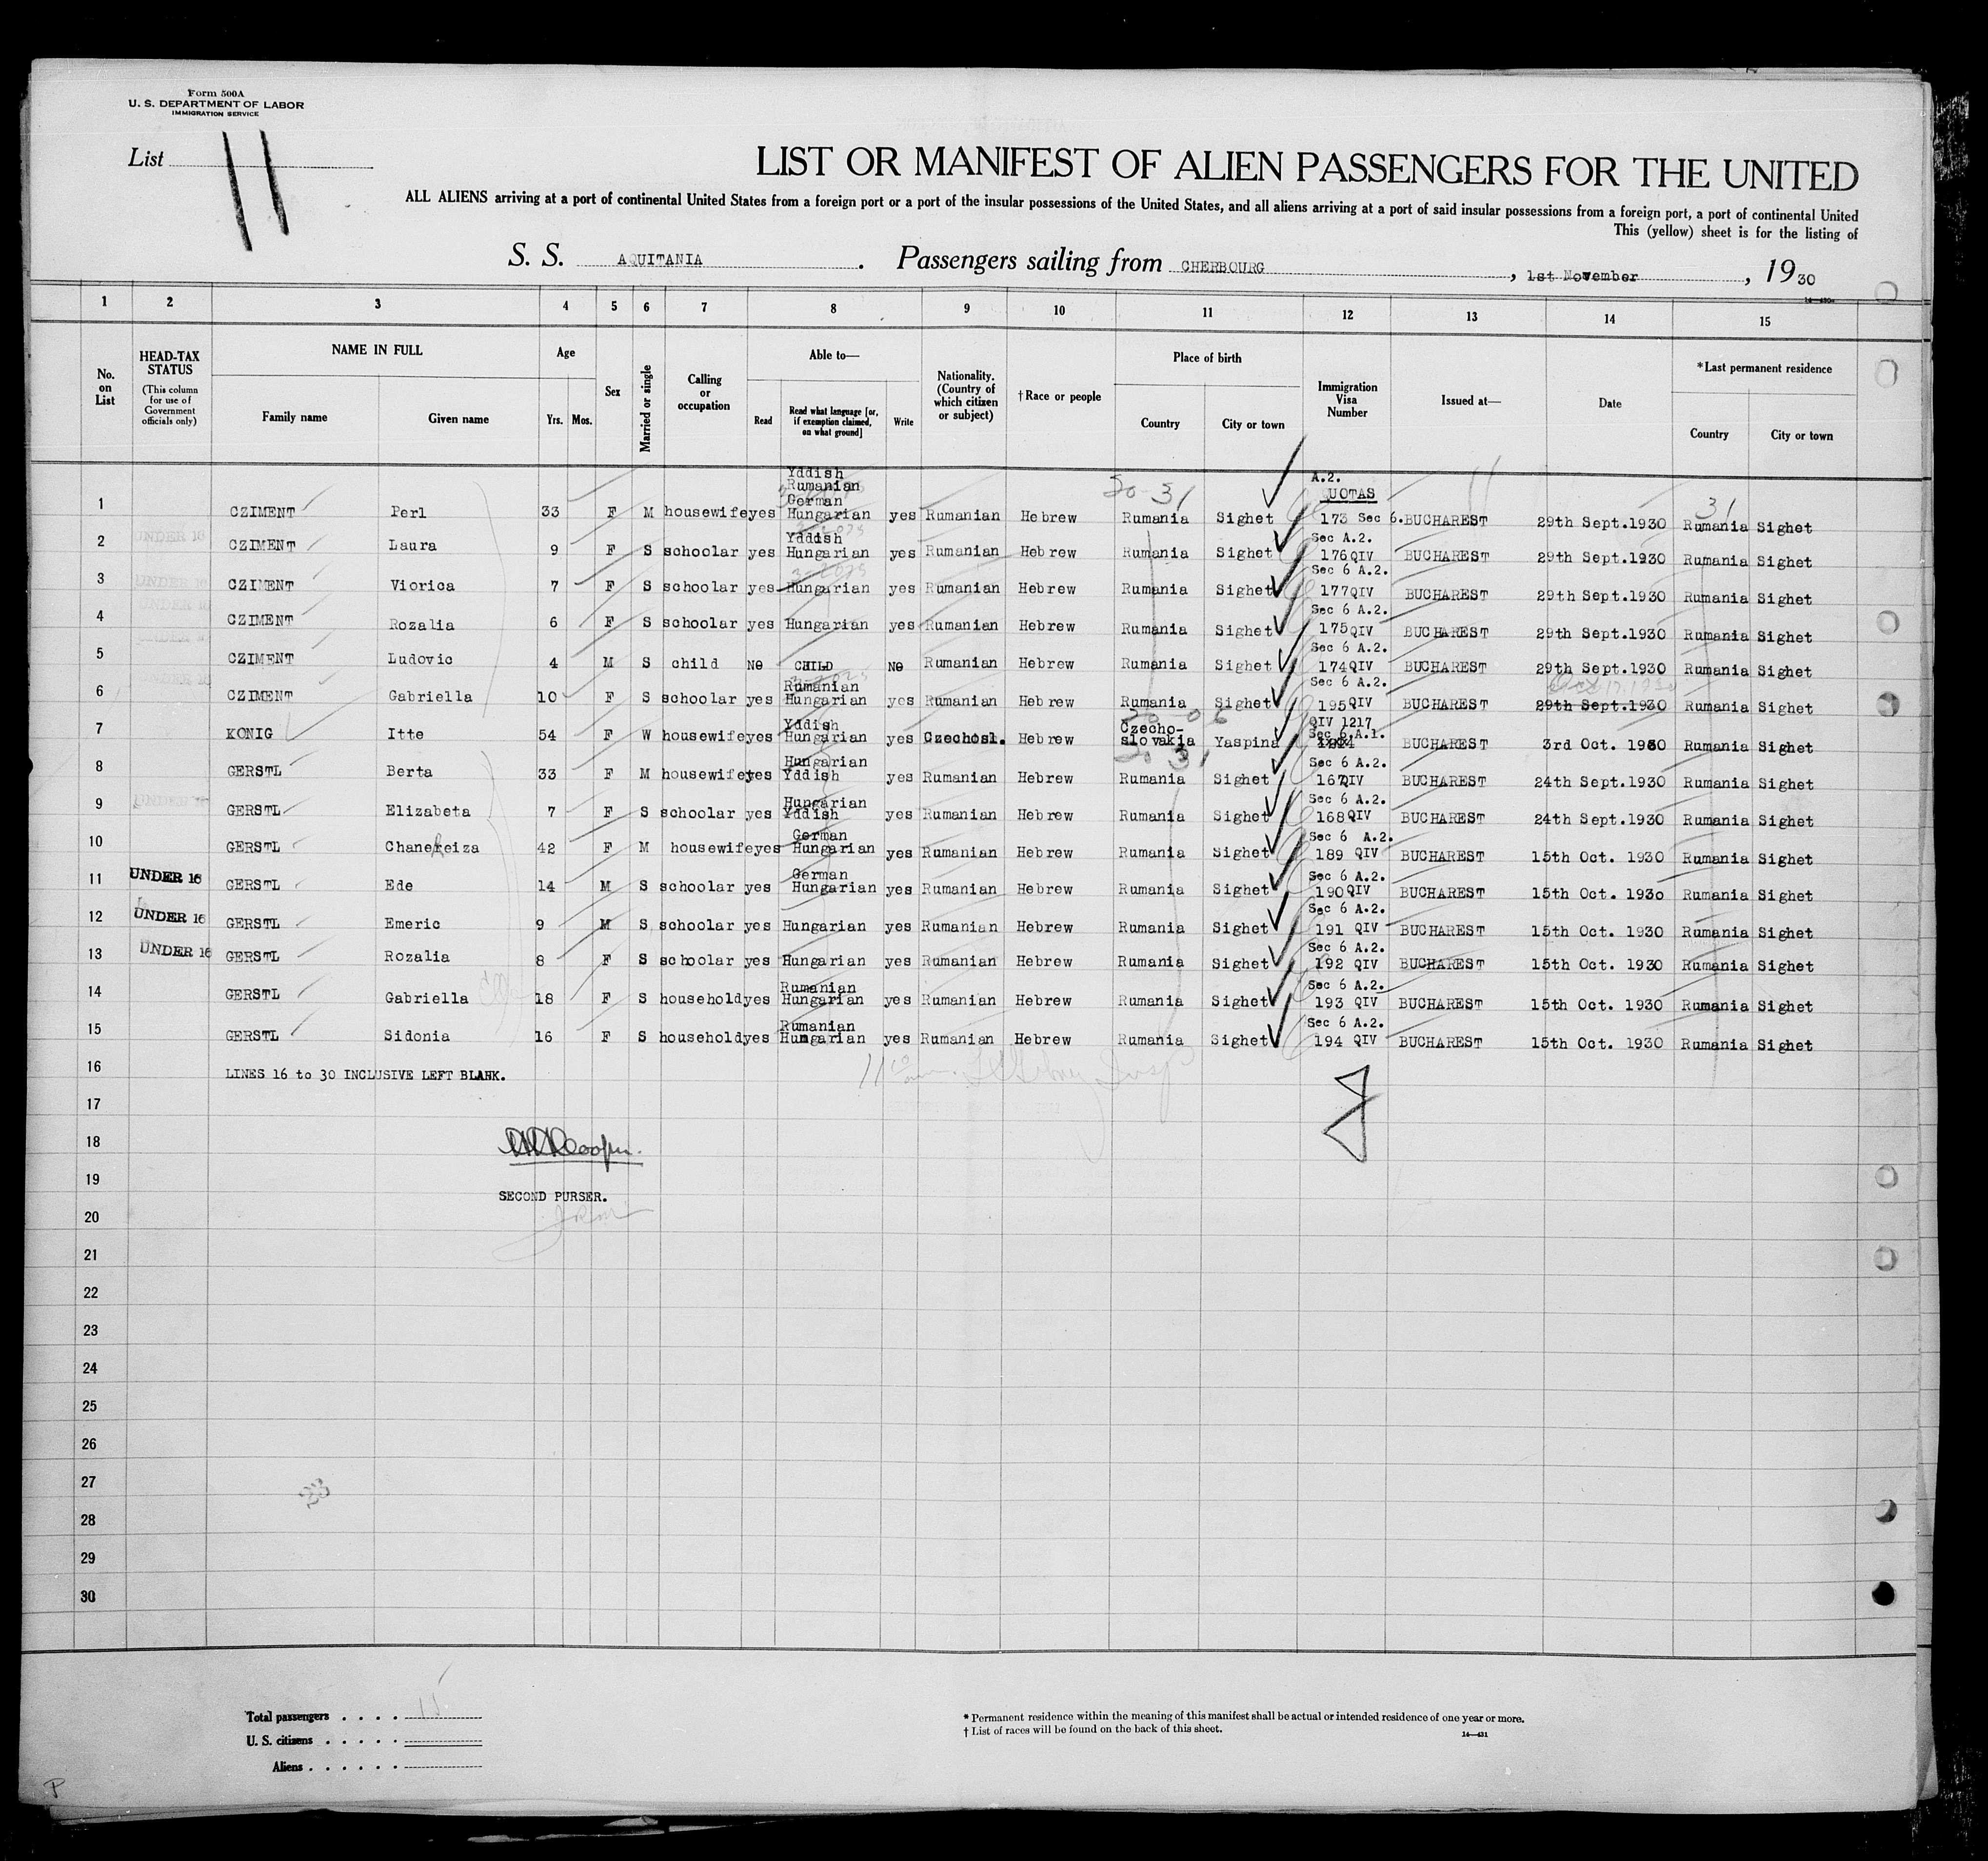 Form 500A
U. S. DEPARTMENT OF LABOR
IMMIGRATION SERVICE
List 11
LIST OR MANIFEST OF ALIEN PASSENGERS FOR THE UNITED
ALL ALIENS arriving at a port of continental United States from a foreign port or a port of the insular possessions of the United States, and all aliens arriving at a port of said insular possessions from a foreign port, a port of continental United
This (yellow) sheet is for the listing of
S. S. AQUITANIA. Passengers sailing from CHERBOURG, 1st November, 19 30
1 2 3 4 5 6 7 8 9 10 11 12 13 14 15
No. on List
HEAD-TAX STATUS (This column for use of Government officials only)
NAME IN FULL Family name Given name
Age Yrs. Mos.
Sex
Married or single
Calling or occupation
Able to— Read Read what language [or, if exemption claimed, on what ground] Write
Nationality. (Country of which citizen or subject)
†Race or people
Place of birth Country City or town
Immigration Visa Number
Issued at—
Date
*Last permanent residence Country City or town
1 CZIMENT Perl 33 F M housewife yes Yddish Rumanian German Hungarian yes Rumanian Hebrew 30-31 Rumania Sighet A.2. QUOTAS 173 Sec 6. BUCHAREST 29th Sept.1930 31 Rumania Sighet
2 UNDER 16 CZIMENT Laura 9 F S schoolar yes Yddish Hungarian yes Rumanian Hebrew Rumania Sighet Sec A.2. 176QIV BUCHAREST 29th Sept.1930 Rumania Sighet
3 UNDER 16 CZIMENT Viorica 7 F S schoolar yes Hungarian yes Rumanian Hebrew Rumania Sighet Sec 6 A.2. 177QIV BUCHAREST 29th Sept.1930 Rumania Sighet
4 UNDER 16 CZIMENT Rozalia 6 F S schoolar yes Hungarian yes Rumanian Hebrew Rumania Sighet Sec 6 A.2. 175QIV BUCHAREST 29th Sept.1930 Rumania Sighet
5 UNDER 16 CZIMENT Ludovic 4 M S child NO CHILD NO Rumanian Hebrew Rumania Sighet Sec 6 A.2. 174QIV BUCHAREST 29th Sept.1930 Rumania Sighet
6 UNDER 16 CZIMENT Gabriella 10 F S schoolar yes Rumanian Hungarian yes Rumanian Hebrew Rumania Sighet Sec 6 A.2. 195QIV BUCHAREST 29th Sept.1930 Oct 17.1930 Rumania Sighet
7 KONIG Itte 54 F W housewife yes Yddish Hungarian yes Czechosl. Hebrew Czecho-slovakia Yaspina QIV 1217 Sec 6 A.1. BUCHAREST 3rd Oct. 1930 Rumania Sighet
8 GERSTL Berta 33 F M housewife yes Hungarian Yddish yes Rumanian Hebrew Rumania Sighet Sec 6 A.2. 167QIV BUCHAREST 24th Sept.1930 Rumania Sighet
9 UNDER 16 GERSTL Elizabeta 7 F S schoolar yes Hungarian Yddish yes Rumanian Hebrew Rumania Sighet Sec 6 A.2. 168QIV BUCHAREST 24th Sept.1930 Rumania Sighet
10 GERSTL ChaneReiza 42 F M housewife yes German Hungarian yes Rumanian Hebrew Rumania Sighet Sec 6 A.2. 189 QIV BUCHAREST 15th Oct. 1930 Rumania Sighet
11 UNDER 16 GERSTL Ede 14 M S schoolar yes German Hungarian yes Rumanian Hebrew Rumania Sighet Sec 6 A.2. 190QIV BUCHAREST 15th Oct. 1930 Rumania Sighet
12 UNDER 16 GERSTL Emeric 9 M S schoolar yes Hungarian yes Rumanian Hebrew Rumania Sighet Sec 6 A.2. 191 QIV BUCHAREST 15th Oct. 1930 Rumania Sighet
13 UNDER 16 GERSTL Rozalia 8 F S schoolar yes Hungarian yes Rumanian Hebrew Rumania Sighet Sec 6 A.2. 192 QIV BUCHAREST 15th Oct. 1930 Rumania Sighet
14 GERSTL Gabriella 18 F S household yes Rumanian Hungarian yes Rumanian Hebrew Rumania Sighet Sec 6 A.2. 193 QIV BUCHAREST 15th Oct. 1930 Rumania Sighet
15 GERSTL Sidonia 16 F S household yes Rumanian Hungarian yes Rumanian Hebrew Rumania Sighet Sec 6 A.2. 194 QIV BUCHAREST 15th Oct. 1930 Rumania Sighet
16 LINES 16 to 30 INCLUSIVE LEFT BLANK.
17
18
19
SECOND PURSER.
20
21
22
23
24
25
26
27
28
29
30
Total passengers . . . . 15
U. S. citizens . . . . .
Aliens . . . . . .
* Permanent residence within the meaning of this manifest shall be actual or intended residence of one year or more.
† List of races will be found on the back of this sheet.
14—431
P